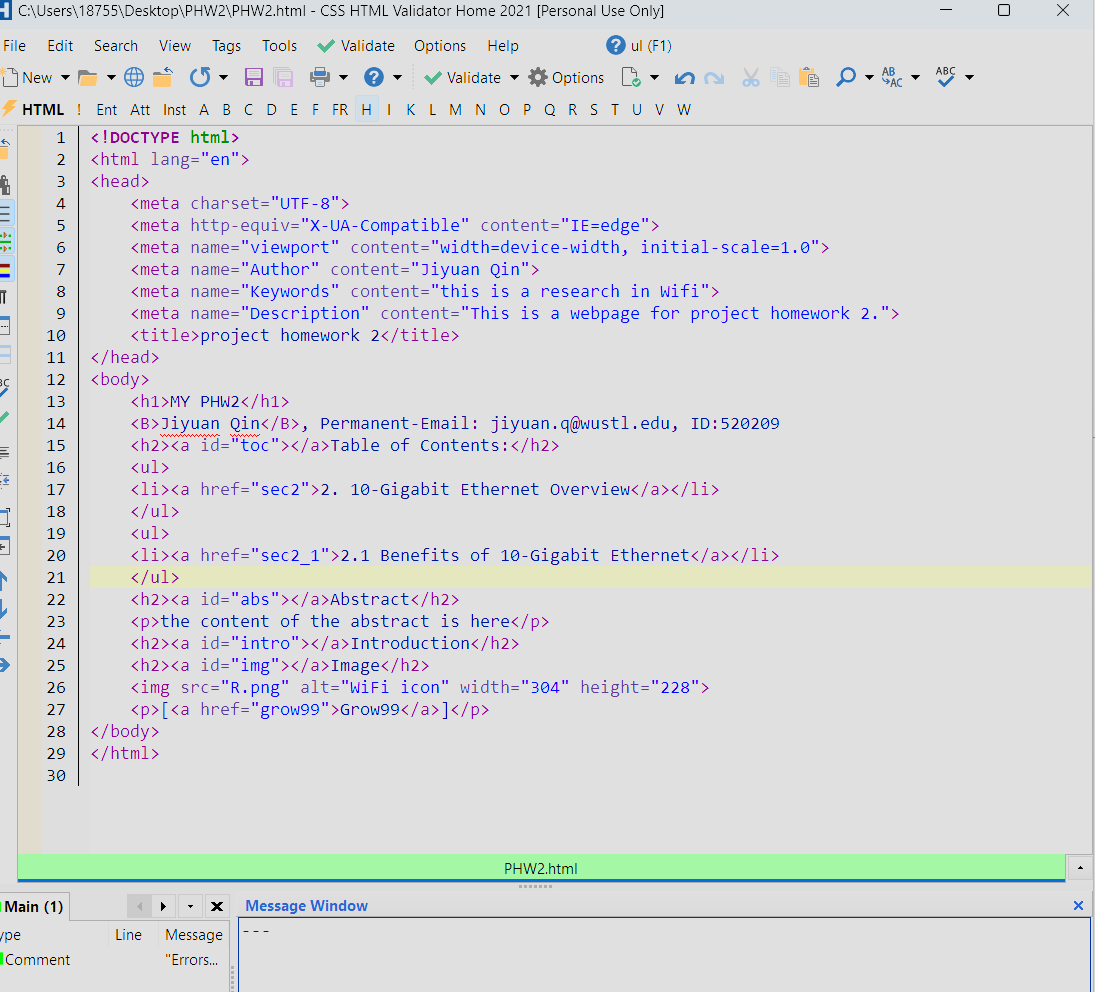 C:\Users\18755\Desktop\PHW2\PHW2.html - CSS HTML Validator Home 2021 [Personal Use Only]
File Edit Search View Tags Tools Validate Options Help ul (F1)
New Validate Options
HTML ! Ent Att Inst A B C D E F FR H I K L M N O P Q R S T U V W
1 <!DOCTYPE html>
2 <html lang="en">
3 <head>
4 <meta charset="UTF-8">
5 <meta http-equiv="X-UA-Compatible" content="IE=edge">
6 <meta name="viewport" content="width=device-width, initial-scale=1.0">
7 <meta name="Author" content="Jiyuan Qin">
8 <meta name="Keywords" content="this is a research in Wifi">
9 <meta name="Description" content="This is a webpage for project homework 2.">
10 <title>project homework 2</title>
11 </head>
12 <body>
13 <h1>MY PHW2</h1>
14 <B>Jiyuan Qin</B>, Permanent-Email: jiyuan.q@wustl.edu, ID:520209
15 <h2><a id="toc"></a>Table of Contents:</h2>
16 <ul>
17 <li><a href="sec2">2. 10-Gigabit Ethernet Overview</a></li>
18 </ul>
19 <ul>
20 <li><a href="sec2_1">2.1 Benefits of 10-Gigabit Ethernet</a></li>
21 </ul>
22 <h2><a id="abs"></a>Abstract</h2>
23 <p>the content of the abstract is here</p>
24 <h2><a id="intro"></a>Introduction</h2>
25 <h2><a id="img"></a>Image</h2>
26 <img src="R.png" alt="WiFi icon" width="304" height="228">
27 <p>[<a href="grow99">Grow99</a>]</p>
28 </body>
29 </html>
30
PHW2.html
Main (1) Message Window
ype Line Message - - -
Comment "Errors...